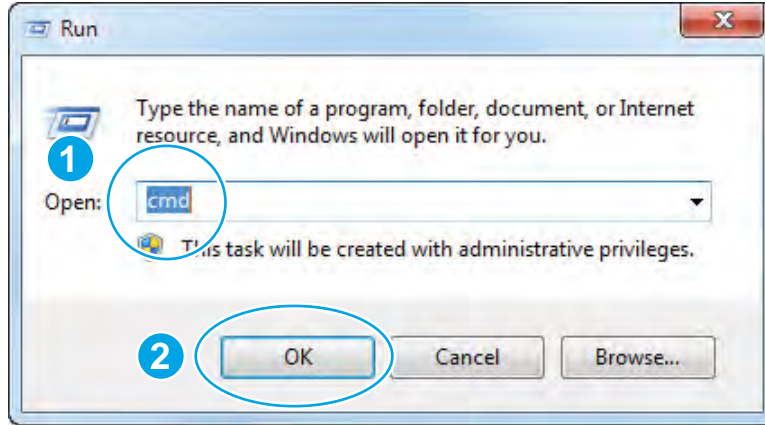 Run
Type the name of a program, folder, document, or Internet
resource, and Windows will open it for you.
1
Open: cmd
This task will be created with administrative privileges.
2
OK Cancel Browse...